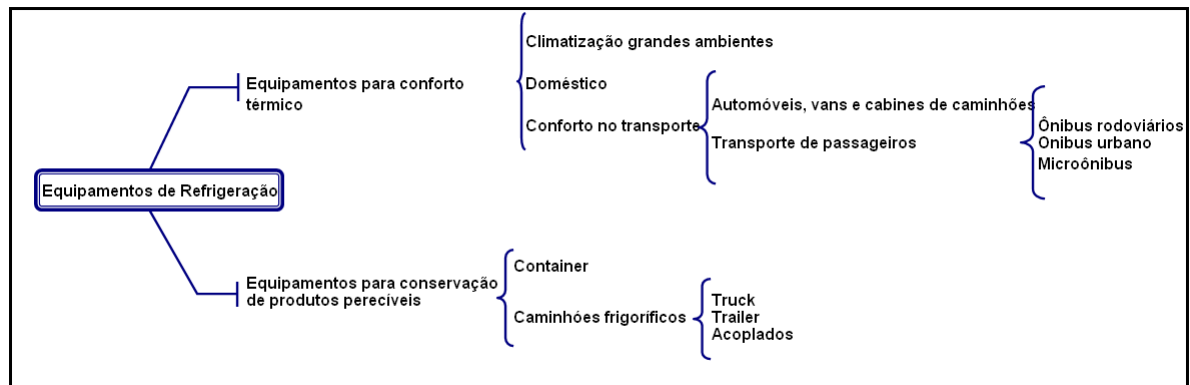 Equipamentos de Refrigeração
Equipamentos para conforto
térmico
Climatização grandes ambientes
Doméstico
Conforto no transporte
Automóveis, vans e cabines de caminhões
Transporte de passageiros
Ônibus rodoviários
Onibus urbano
Microônibus
Equipamentos para conservação
de produtos perecíveis
Container
Caminhóes frigoríficos
Truck
Trailer
Acoplados